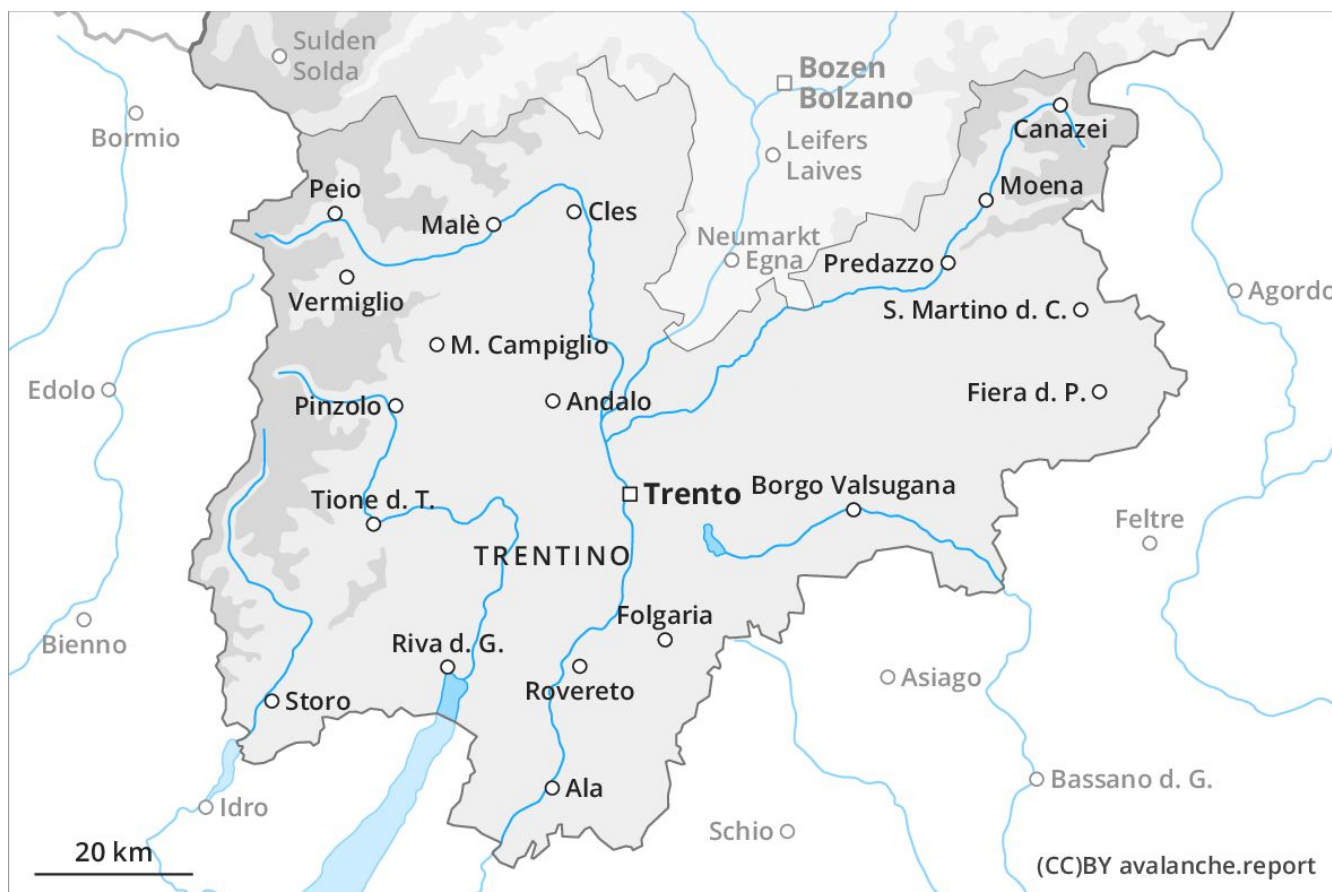 Sulden
Solda
Bozen
Bolzano
Bormio
Canazei
Leifers
Laives
Peio
Moena
Malè
Cles
Neumarkt
Egna
Predazzo
Vermiglio
Agordo
S. Martino d. C.
M. Campiglio
Edolo
Fiera d. P.
Pinzolo
Andalo
Trento
Borgo Valsugana
Tione d. T.
Feltre
TRENTINO
Folgaria
Bienno
Riva d. G.
Asiago
Rovereto
Storo
Bassano d. G.
Ala
Idro
Schio
20 km
(CC)BY avalanche.report